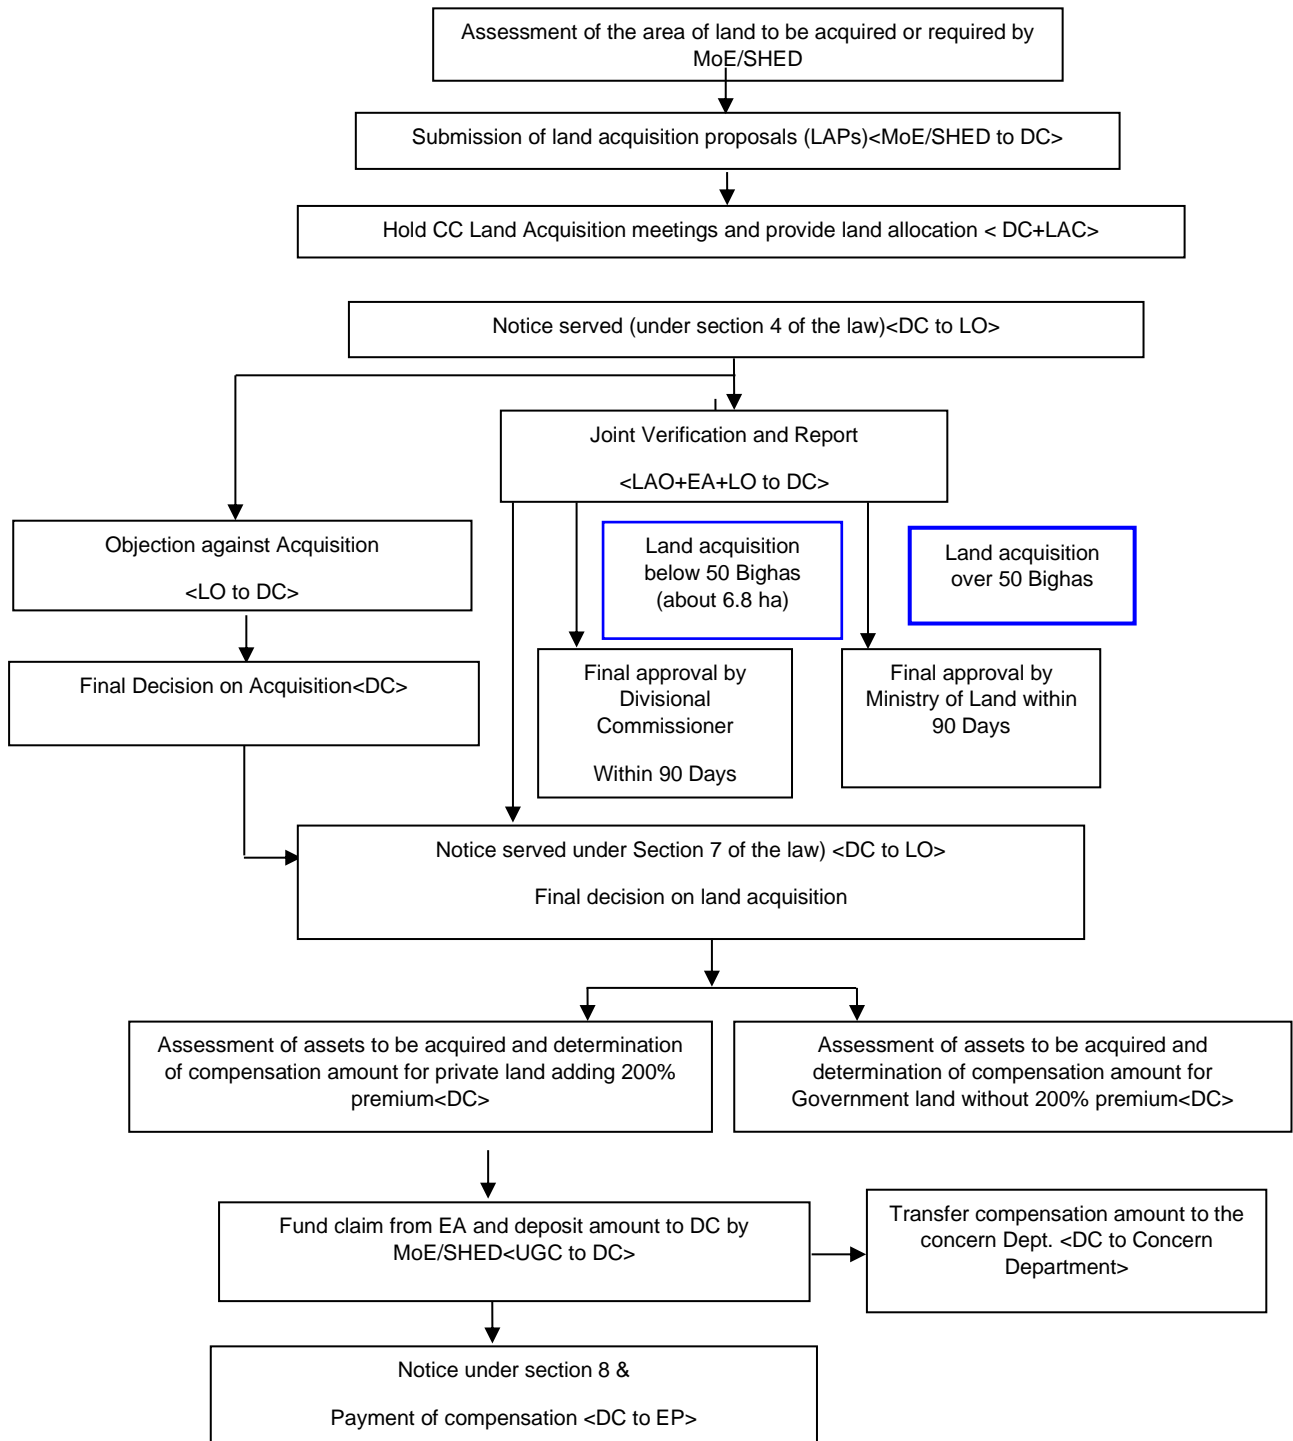 Assessment of the area of land to be acquired or required by
MoE/SHED
Submission of land acquisition proposals (LAPs)<MoE/SHED to DC>
Hold CC Land Acquisition meetings and provide land allocation < DC+LAC>
Notice served (under section 4 of the law)<DC to LO>
Joint Verification and Report
<LAO+EA+LO to DC>
Objection against Acquisition
<LO to DC>
Land acquisition
below 50 Bighas
(about 6.8 ha)
Land acquisition
over 50 Bighas
Final Decision on Acquisition<DC>
Final approval by
Divisional
Commissioner
Within 90 Days
Final approval by
Ministry of Land within
90 Days
Notice served under Section 7 of the law) <DC to LO>
Final decision on land acquisition
Assessment of assets to be acquired and determination
of compensation amount for private land adding 200%
premium<DC>
Assessment of assets to be acquired and
determination of compensation amount for
Government land without 200% premium<DC>
Fund claim from EA and deposit amount to DC by
MoE/SHED<UGC to DC>
Transfer compensation amount to the
concern Dept. <DC to Concern
Department>
Notice under section 8 &
Payment of compensation <DC to EP>